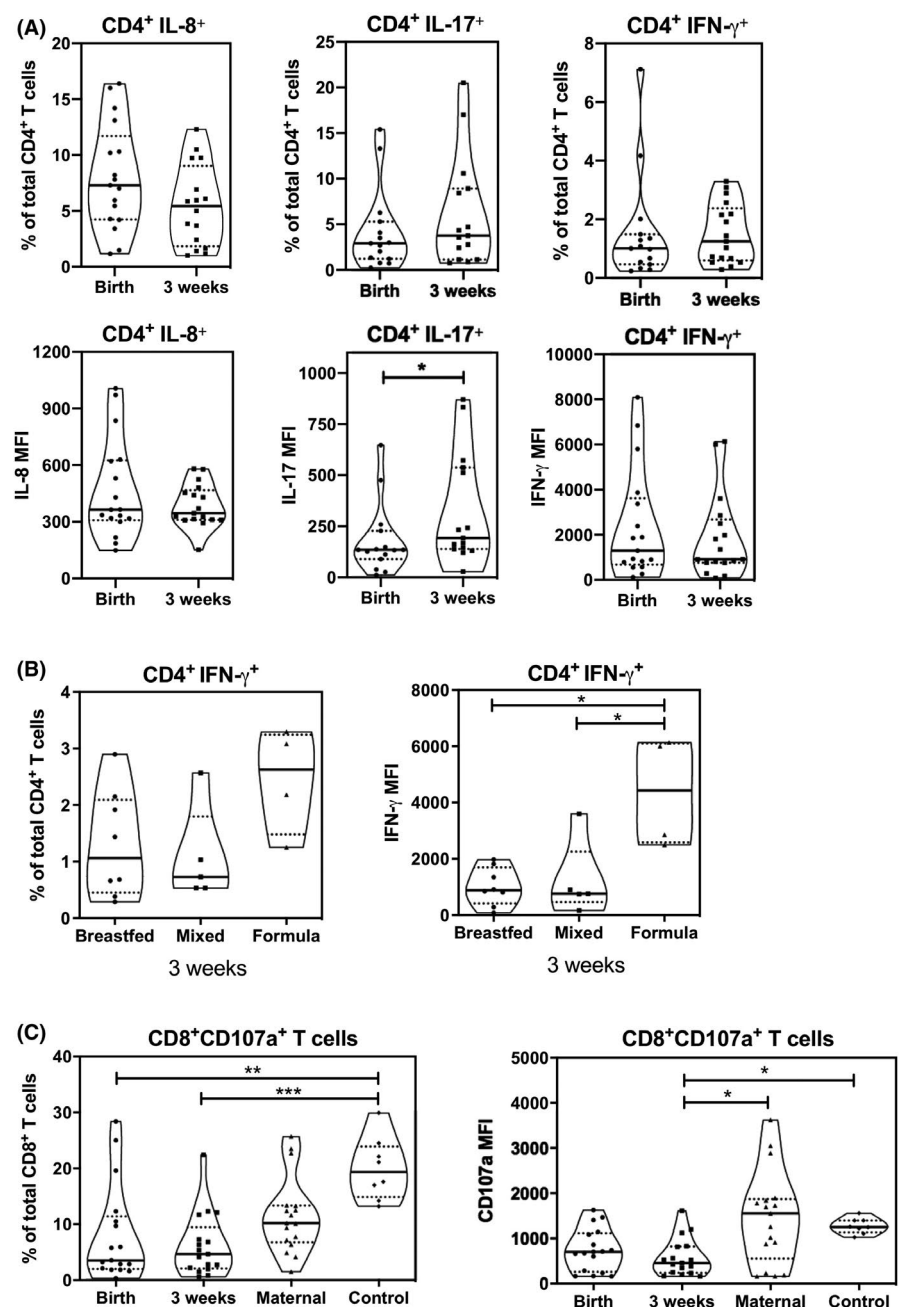 (A)
CD4+ IL-8+
% of total CD4+ T cells
20
15
10
5
0
Birth 3 weeks
CD4+ IL-17+
% of total CD4+ T cells
25
20
15
10
5
0
Birth 3 weeks
CD4+ IFN-γ+
% of total CD4+ T cells
8
6
4
2
0
Birth 3 weeks
CD4+ IL-8+
IL-8 MFI
1200
900
600
300
0
Birth 3 weeks
CD4+ IL-17+
IL-17 MFI
1000
750
500
250
0
*
Birth 3 weeks
CD4+ IFN-γ+
IFN-γ MFI
10000
8000
6000
4000
2000
0
Birth 3 weeks
(B)
CD4+ IFN-γ+
% of total CD4+ T cells
4
3
2
1
0
Breastfed Mixed Formula
3 weeks
CD4+ IFN-γ+
IFN-γ MFI
8000
6000
4000
2000
0
*
*
Breastfed Mixed Formula
3 weeks
(C)
CD8+CD107a+ T cells
% of total CD8+ T cells
40
30
20
10
0
**
***
Birth 3 weeks Maternal Control
CD8+CD107a+ T cells
CD107a MFI
5000
4000
3000
2000
1000
0
*
*
Birth 3 weeks Maternal Control